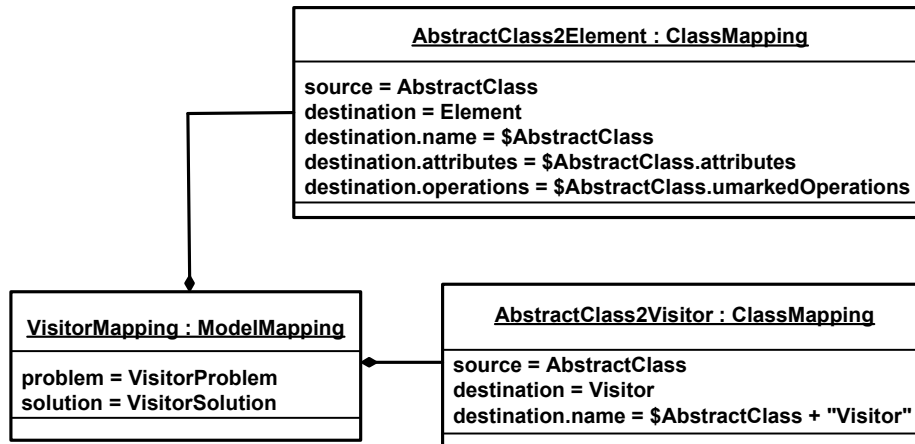 AbstractClass2Element : ClassMapping
source = AbstractClass
destination = Element
destination.name = $AbstractClass
destination.attributes = $AbstractClass.attributes
destination.operations = $AbstractClass.umarkedOperations
VisitorMapping : ModelMapping
problem = VisitorProblem
solution = VisitorSolution
AbstractClass2Visitor : ClassMapping
source = AbstractClass
destination = Visitor
destination.name = $AbstractClass + "Visitor"